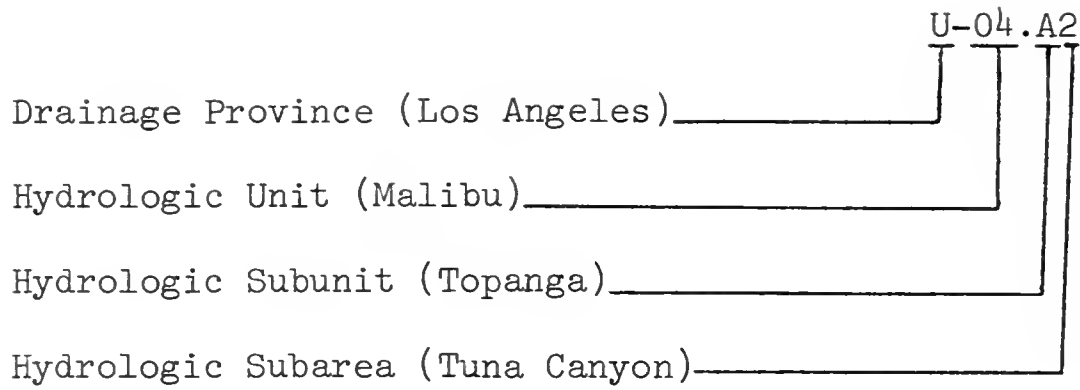 U-04.A2
Drainage Province (Los Angeles)
Hydrologic Unit (Malibu)
Hydrologic Subunit (Topanga)
Hydrologic Subarea (Tuna Canyon)